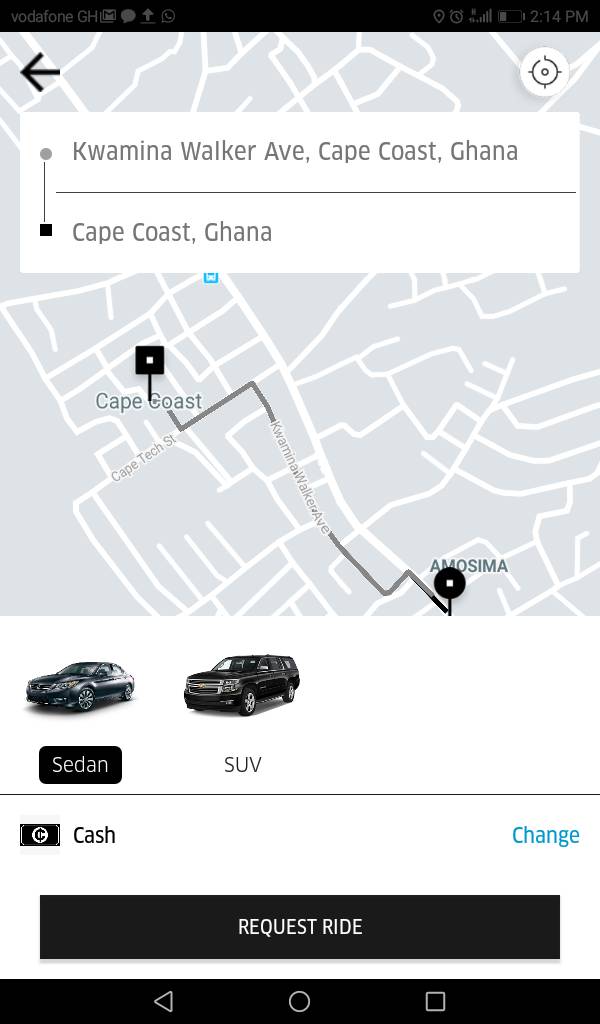 vodafone GH
2:14 PM
Kwamina Walker Ave, Cape Coast, Ghana
Cape Coast, Ghana
Cape Coast
Cape Tech St
Kwamina Walker Ave
AMOSIMA
Sedan
SUV
Cash
Change
REQUEST RIDE